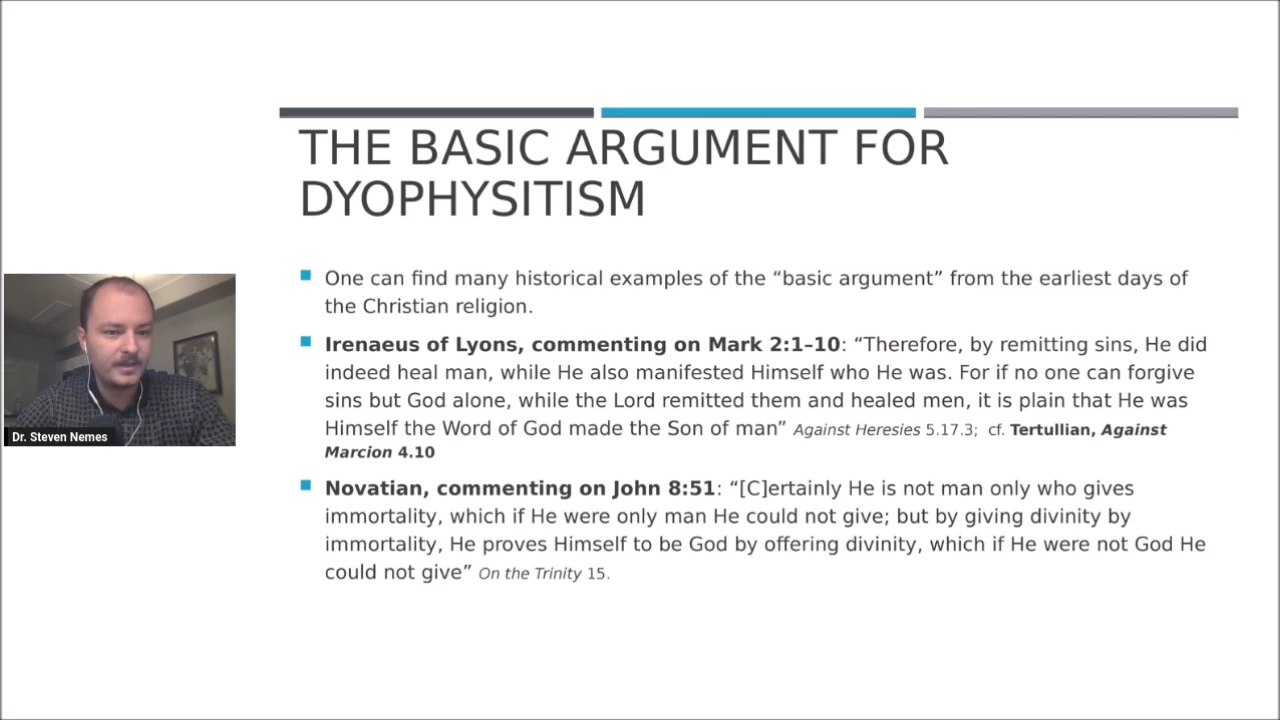 THE BASIC ARGUMENT FOR
DYOPHYSITISM
One can find many historical examples of the “basic argument” from the earliest days of
the Christian religion.
Irenaeus of Lyons, commenting on Mark 2:1–10: “Therefore, by remitting sins, He did
indeed heal man, while He also manifested Himself who He was. For if no one can forgive
sins but God alone, while the Lord remitted them and healed men, it is plain that He was
Himself the Word of God made the Son of man” Against Heresies 5.17.3; cf. Tertullian, Against
Marcion 4.10
Novatian, commenting on John 8:51: “[C]ertainly He is not man only who gives
immortality, which if He were only man He could not give; but by giving divinity by
immortality, He proves Himself to be God by offering divinity, which if He were not God He
could not give” On the Trinity 15.
Dr. Steven Nemes